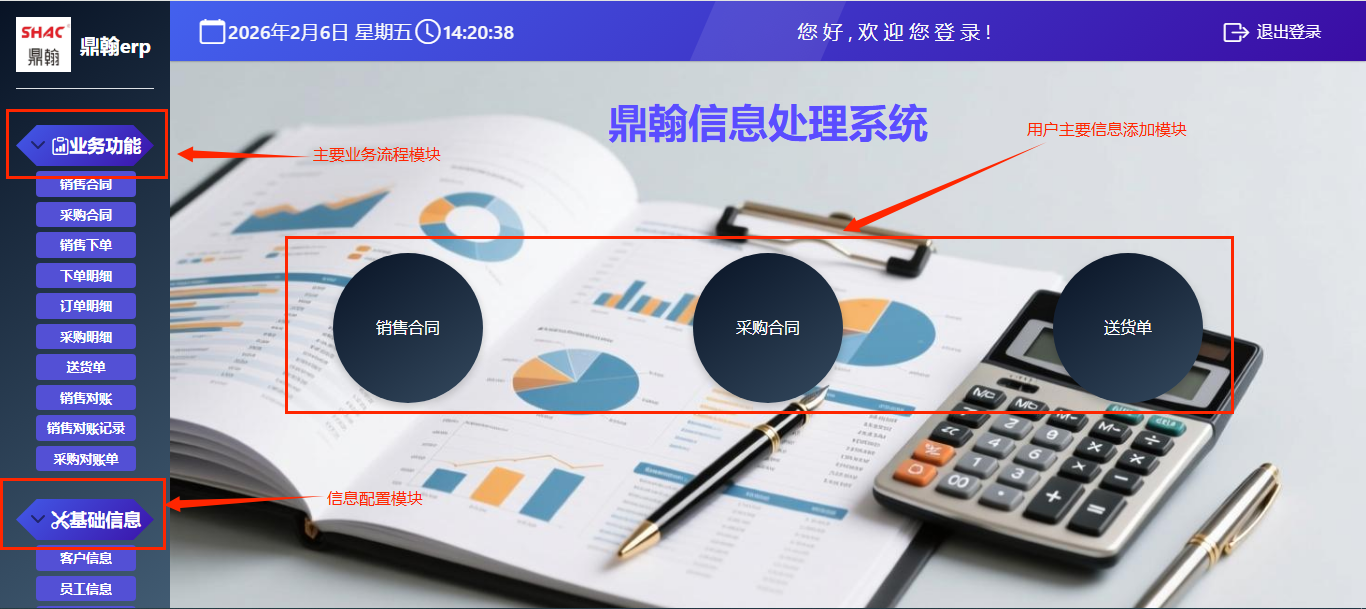 SHAC
鼎翰
鼎翰erp
2026年2月6日 星期五 14:20:38
您好,欢迎您登录!
退出登录
业务功能
销售合同
采购合同
销售下单
下单明细
订单明细
采购明细
送货单
销售对账
销售对账记录
采购对账单
基础信息
客户信息
员工信息
主要业务流程模块
信息配置模块
鼎翰信息处理系统
用户主要信息添加模块
销售合同
采购合同
送货单